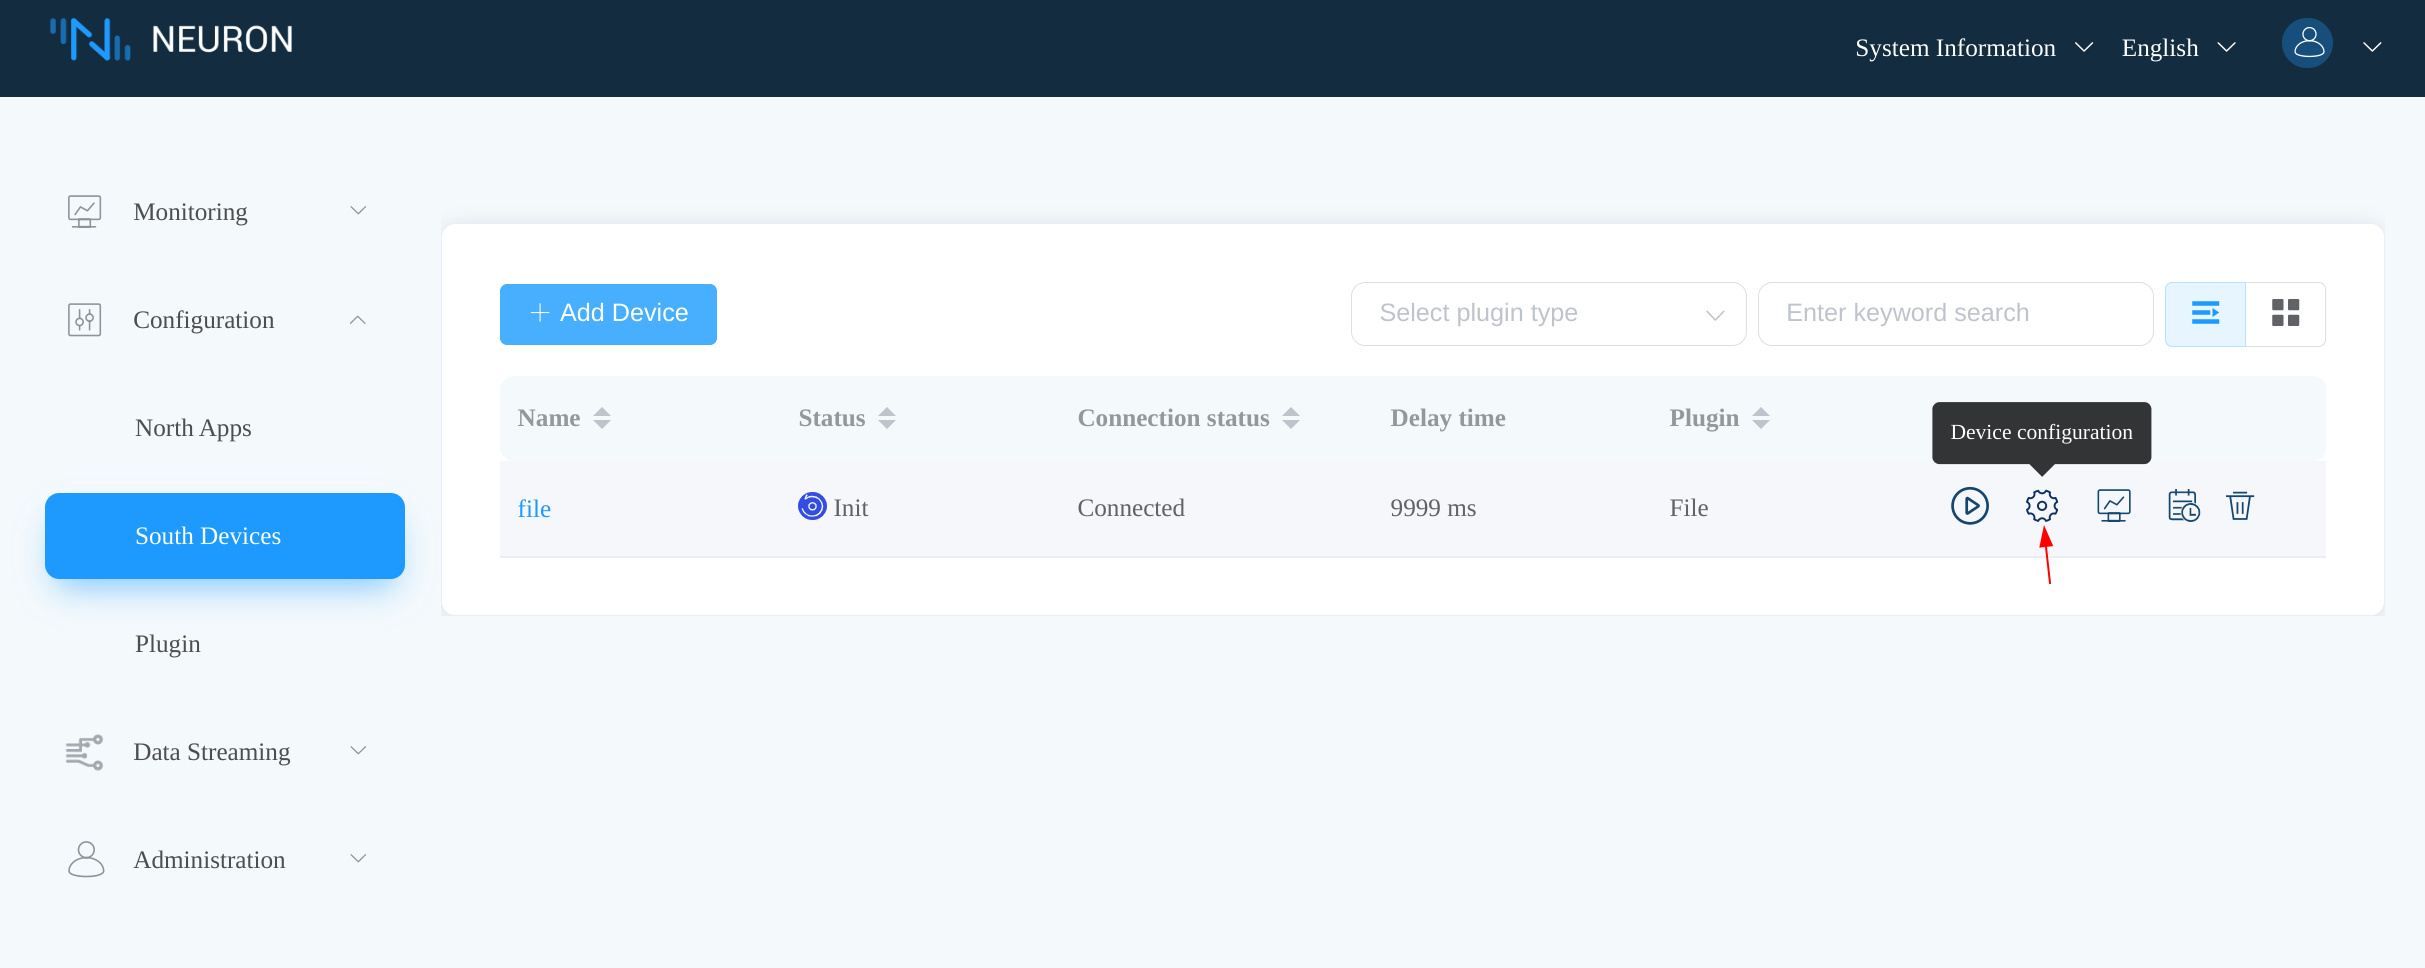 NEURON
System Information
English
Monitoring
Configuration
North Apps
South Devices
Plugin
Data Streaming
Administration
Add Device
Select plugin type
Enter keyword search
Name
Status
Connection status
Delay time
Plugin
Device configuration
file
Init
Connected
9999 ms
File